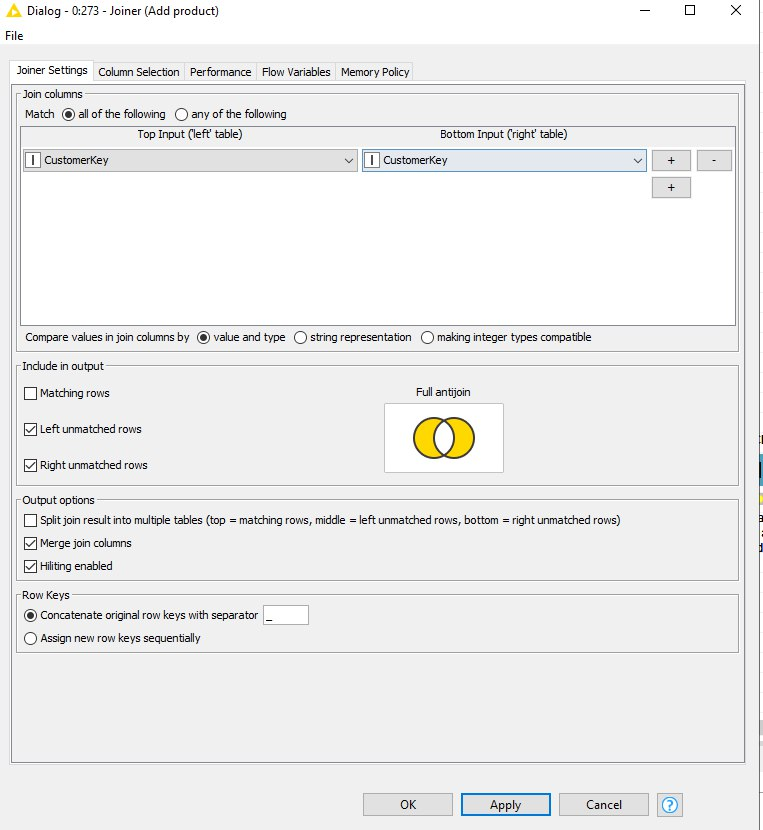 Dialog - 0:273 - Joiner (Add product)
File
Joiner Settings Column Selection Performance Flow Variables Memory Policy
Join columns
Match all of the following any of the following
Top Input ('left' table) Bottom Input ('right' table)
I CustomerKey I CustomerKey + -
+
Compare values in join columns by value and type string representation making integer types compatible
Include in output
Matching rows Full antijoin
Left unmatched rows
Right unmatched rows
Output options
Split join result into multiple tables (top = matching rows, middle = left unmatched rows, bottom = right unmatched rows)
Merge join columns
Hiliting enabled
Row Keys
Concatenate original row keys with separator _
Assign new row keys sequentially
OK Apply Cancel ?